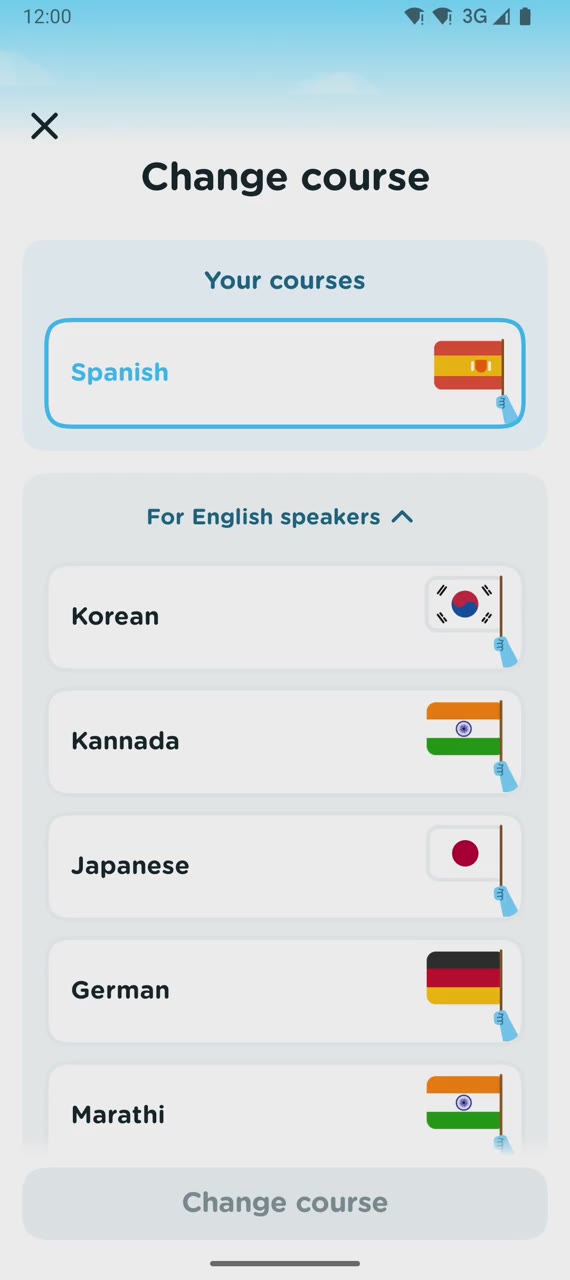 12:00
3G
Change course
Your courses
Spanish
For English speakers
Korean
Kannada
Japanese
German
Marathi
Change course